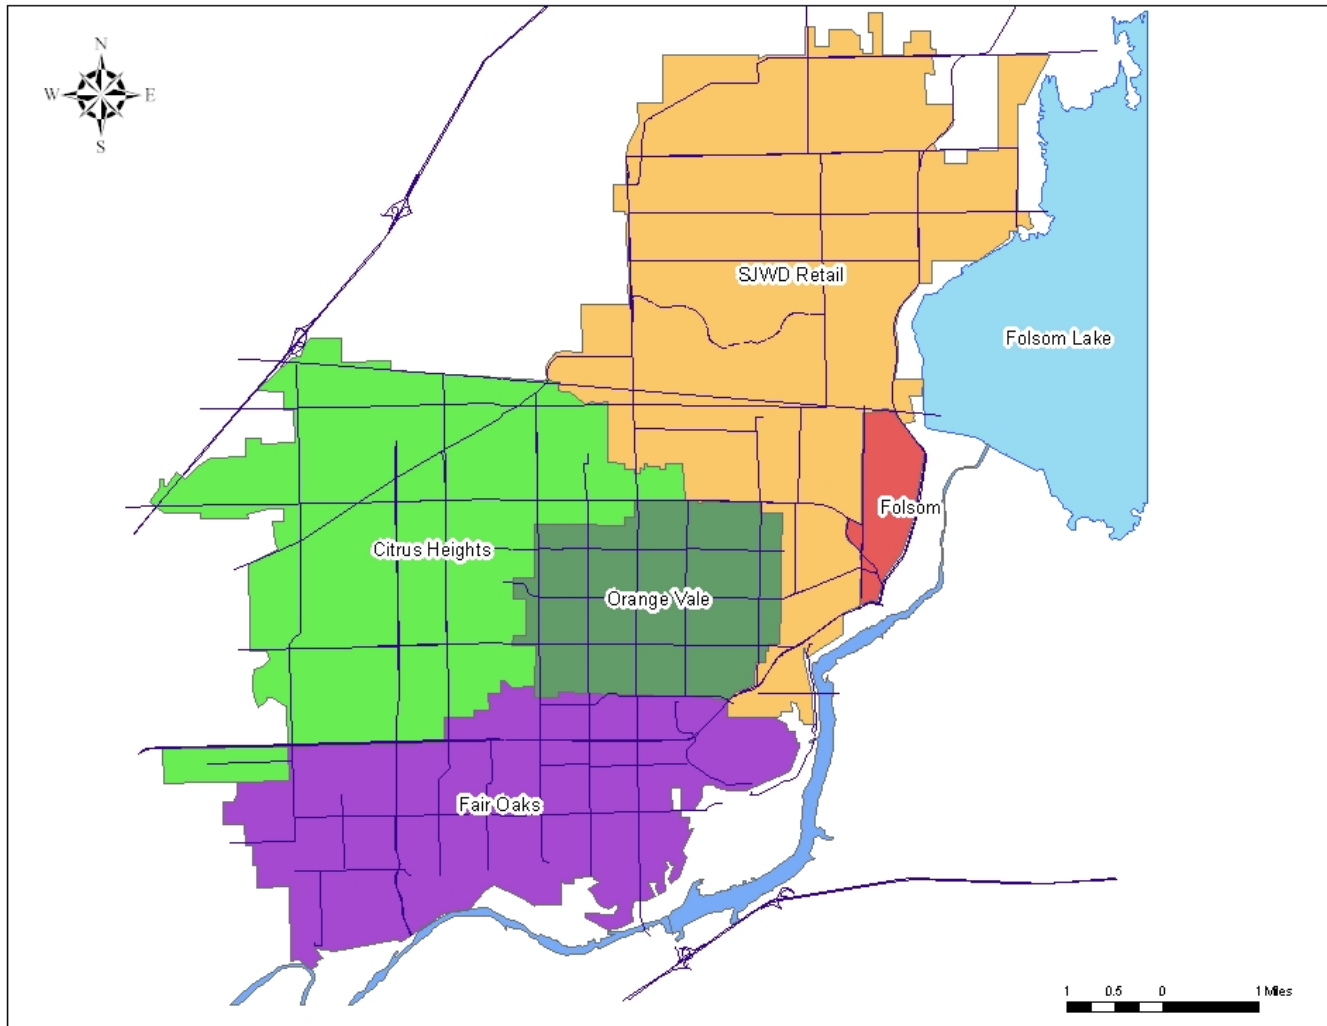 N
W E
S
SJWD Retail
Folsom Lake
Folsom
Citrus Heights
Orange Vale
Fair Oaks
1 0.5 0 1 Miles